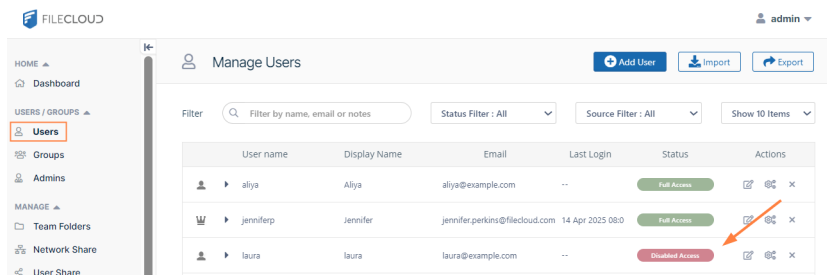 FILECLOUD
admin
HOME
Dashboard
USERS / GROUPS
Users
Groups
Admins
MANAGE
Team Folders
Network Share
User Share
Manage Users
Add User
Import
Export
Filter
Filter by name, email or notes
Status Filter : All
Source Filter : All
Show 10 Items
User name Display Name Email Last Login Status Actions
aliya Aliya aliya@example.com -- Full Access
jenniferp Jennifer jennifer.perkins@filecloud.com 14 Apr 2025 08:0 Full Access
laura laura laura@example.com -- Disabled Access